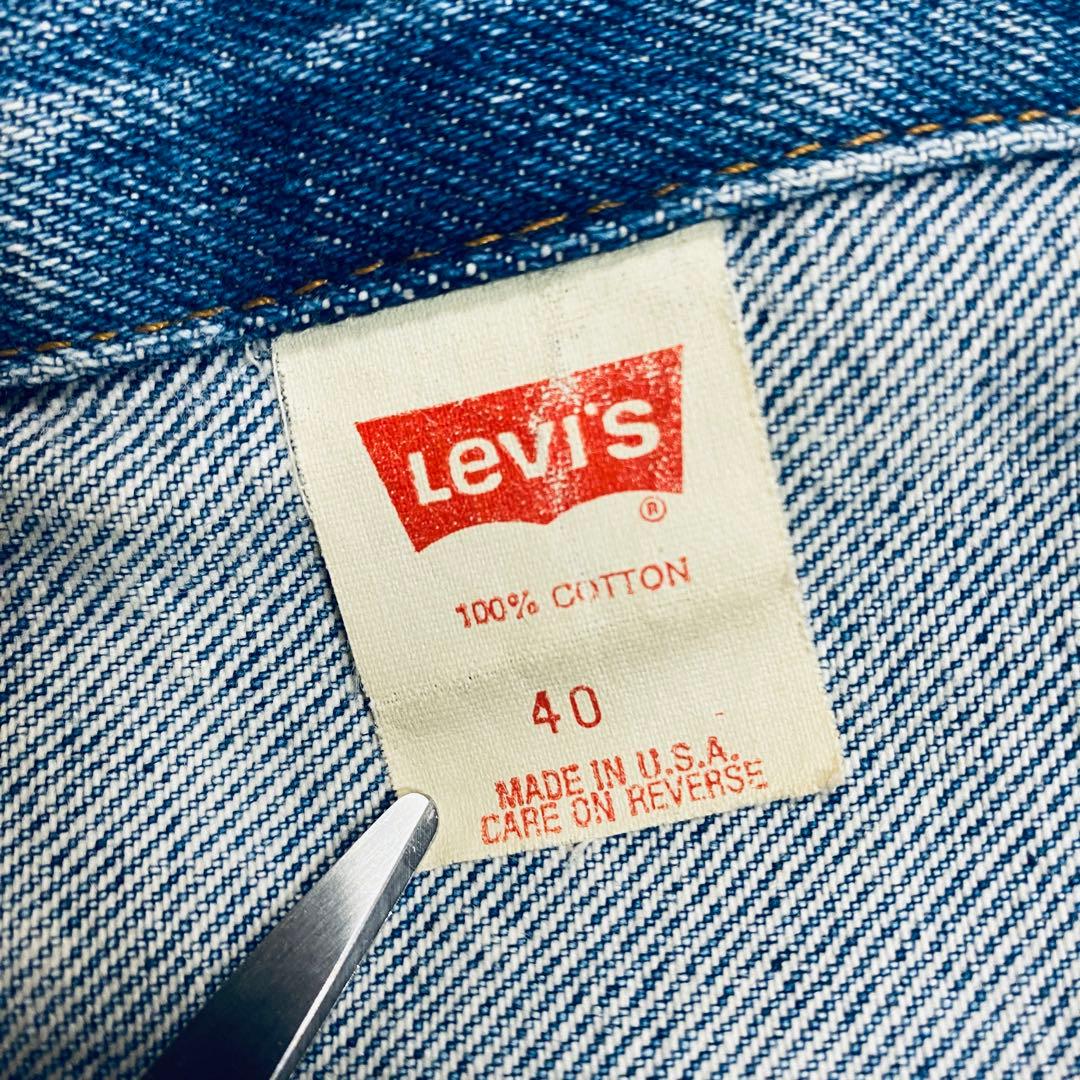 Levi's
®
100% COTTON
40
MADE IN U.S.A.
CARE ON REVERSE